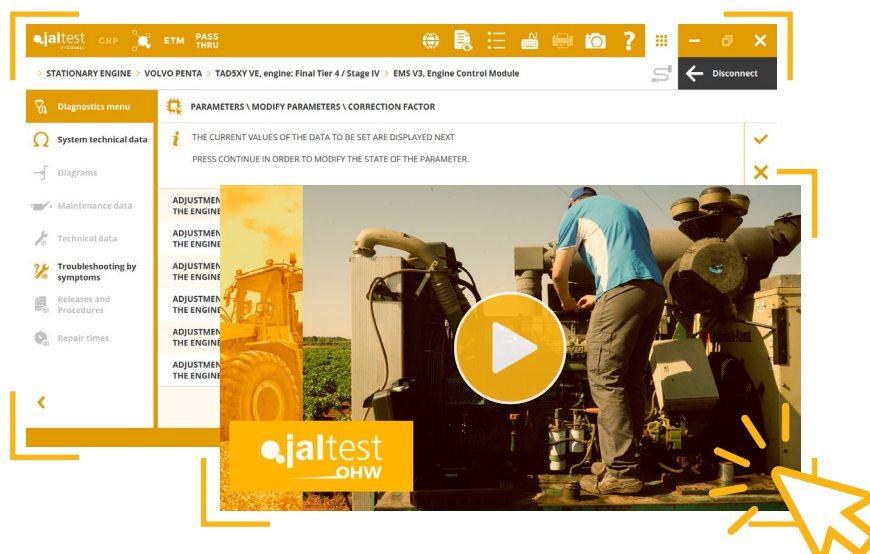 jaltest GRP ETM PASS THRU ?
BY COJALI
> STATIONARY ENGINE > VOLVO PENTA > TAD5XY VE, engine: Final Tier 4 / Stage IV > EMS V3, Engine Control Module
Disconnect
Diagnostics menu
PARAMETERS \ MODIFY PARAMETERS \ CORRECTION FACTOR
System technical data
THE CURRENT VALUES OF THE DATA TO BE SET ARE DISPLAYED NEXT
PRESS CONTINUE IN ORDER TO MODIFY THE STATE OF THE PARAMETER.
Diagrams
Maintenance data
Technical data
Troubleshooting by
symptoms
Releases and
Procedures
Repair times
ADJUSTMEN
THE ENGINE
ADJUSTMEN
THE ENGINE
ADJUSTMEN
THE ENGINE
ADJUSTMEN
THE ENGINE
ADJUSTMEN
THE ENGINE
ADJUSTMEN
THE ENGINE
jaltest
OHW